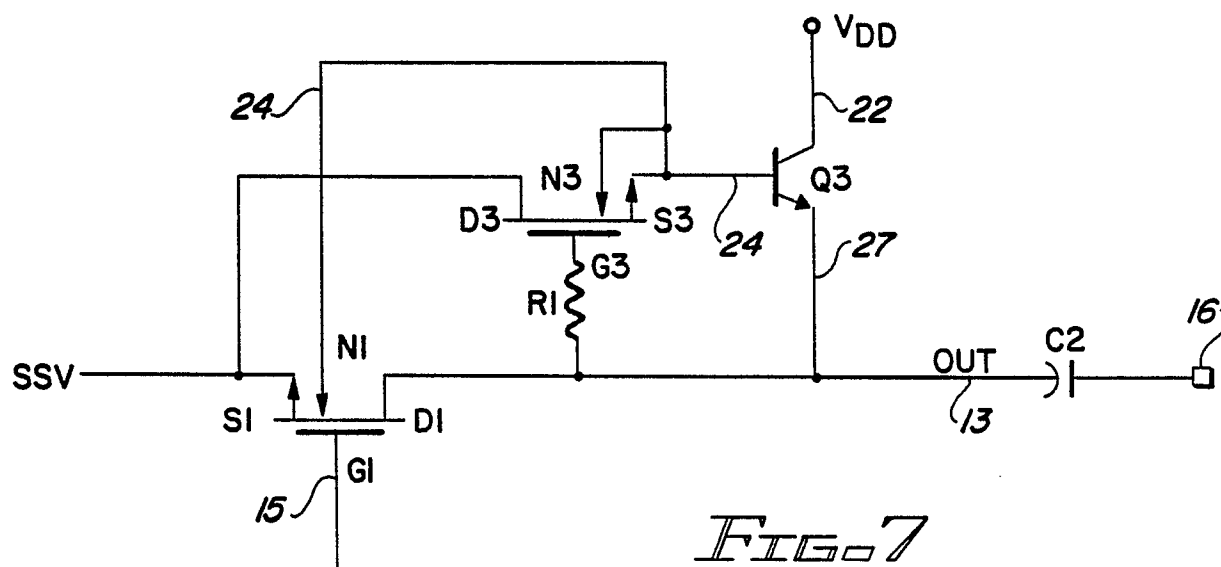 VDD
24
22
N3
Q3
D3
S3
24
G3
27
R1
16
N1
C2
SSV
OUT
S1
D1
13
G1
15
FIG. 7